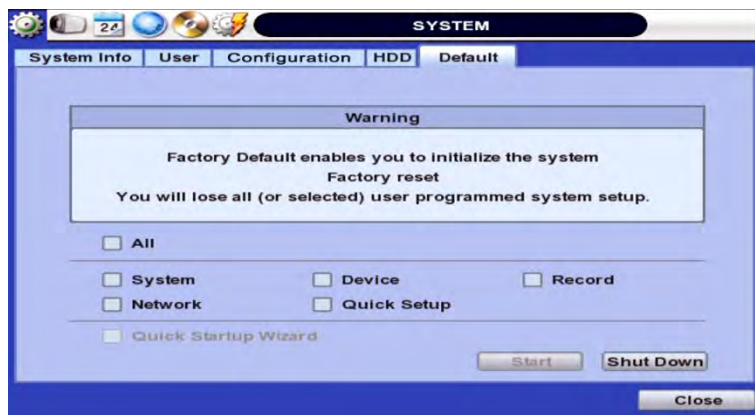 SYSTEM
System Info User Configuration HDD Default
Warning
Factory Default enables you to initialize the system
Factory reset
You will lose all (or selected) user programmed system setup.
All
System Device Record
Network Quick Setup
Quick Startup Wizard
Start Shut Down
Close